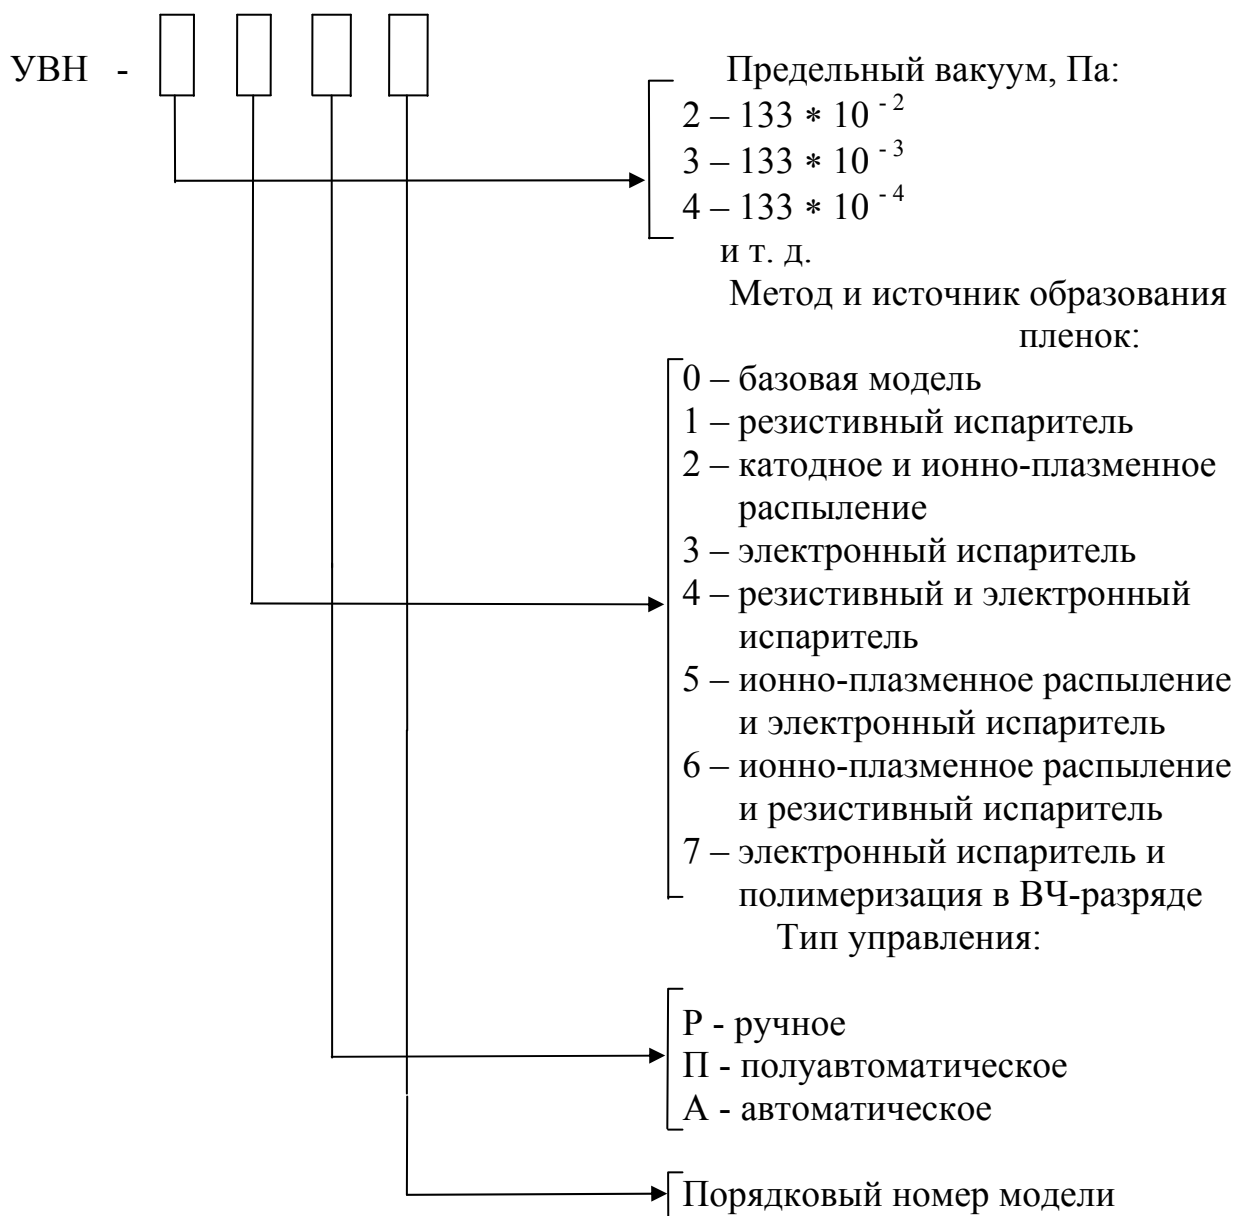 УВН -
Предельный вакуум, Па:
2 – 133 * 10 - 2
3 – 133 * 10 - 3
4 – 133 * 10 - 4
и т. д.
Метод и источник образования
пленок:
0 – базовая модель
1 – резистивный испаритель
2 – катодное и ионно-плазменное
распыление
3 – электронный испаритель
4 – резистивный и электронный
испаритель
5 – ионно-плазменное распыление
и электронный испаритель
6 – ионно-плазменное распыление
и резистивный испаритель
7 – электронный испаритель и
полимеризация в ВЧ-разряде
Тип управления:
Р - ручное
П - полуавтоматическое
А - автоматическое
Порядковый номер модели